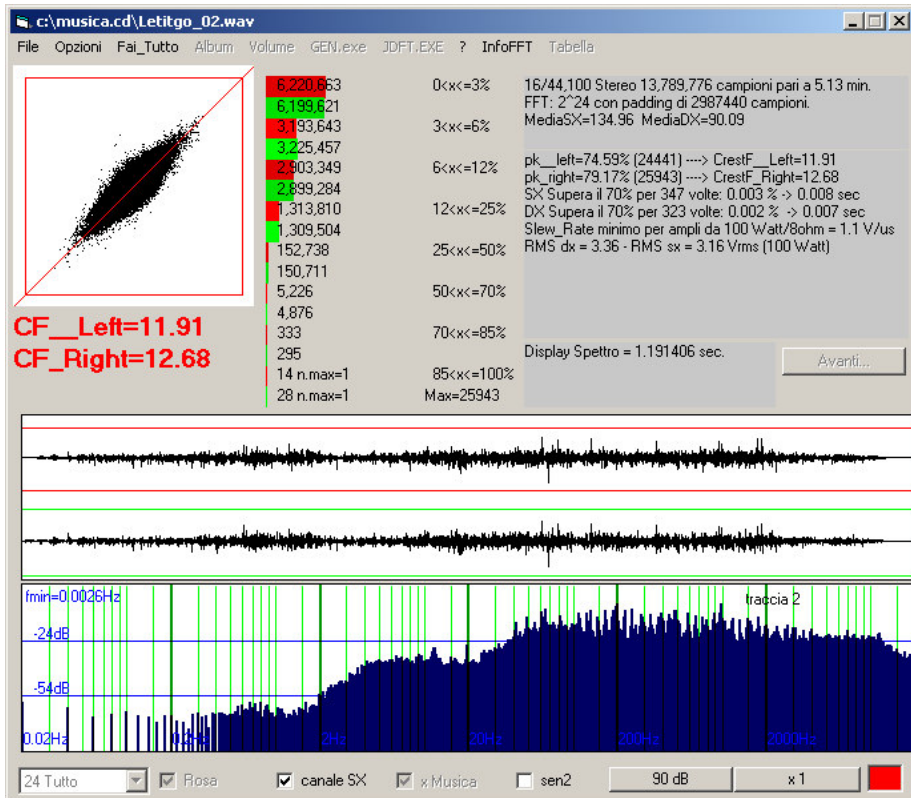 c:\musica.cd\Letitgo_02.wav
File Opzioni Fai_Tutto Album Volume GEN.exe JDFT.EXE ? InfoFFT Tabella
6,220,663 0<x<=3%
6,199,621
3,193,643 3<x<=6%
3,225,457
2,903,349 6<x<=12%
2,899,284
1,313,810 12<x<=25%
1,309,504
152,738 25<x<=50%
150,711
5,226 50<x<=70%
4,876
333 70<x<=85%
295
14 n.max=1 85<x<=100%
28 n.max=1 Max=25943
16/44,100 Stereo 13,789,776 campioni pari a 5.13 min.
FFT: 2^24 con padding di 2987440 campioni.
MediaSX=134.96 MediaDX=90.09
pk__left=74.59% (24441) ----> CrestF__Left=11.91
pk_right=79.17% (25943) ----> CrestF_Right=12.68
SX Supera il 70% per 347 volte: 0.003 % -> 0.008 sec
DX Supera il 70% per 323 volte: 0.002 % -> 0.007 sec
Slew_Rate minimo per ampli da 100 Watt/8ohm = 1.1 V/us
RMS dx = 3.36 - RMS sx = 3.16 Vrms (100 Watt)
CF__Left=11.91
CF_Right=12.68
Display Spettro = 1.191406 sec.
Avanti...
fmin=0.0026Hz
traccia 2
-24dB
-54dB
0.02Hz 0.2Hz 2Hz 20Hz 200Hz 2000Hz
24 Tutto Rosa canale SX x Musica sen2 90 dB x 1